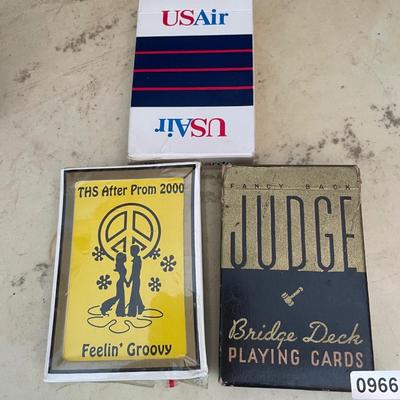 USAir
USAir
THS After Prom 2000
Feelin' Groovy
FANCY BACK
JUDGE
Bridge Deck
PLAYING CARDS
0966